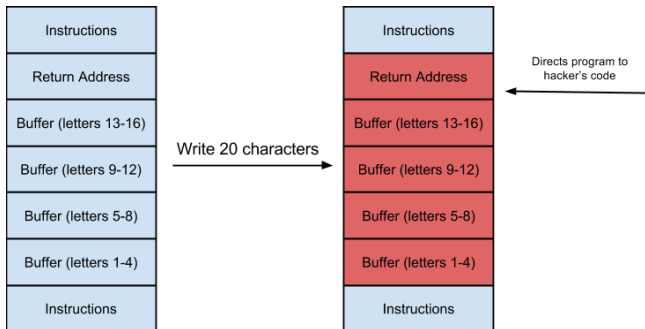 Instructions
Return Address
Buffer (letters 13-16)
Buffer (letters 9-12)
Buffer (letters 5-8)
Buffer (letters 1-4)
Instructions
Write 20 characters
Instructions
Return Address
Buffer (letters 13-16)
Buffer (letters 9-12)
Buffer (letters 5-8)
Buffer (letters 1-4)
Instructions
Directs program to
hacker's code